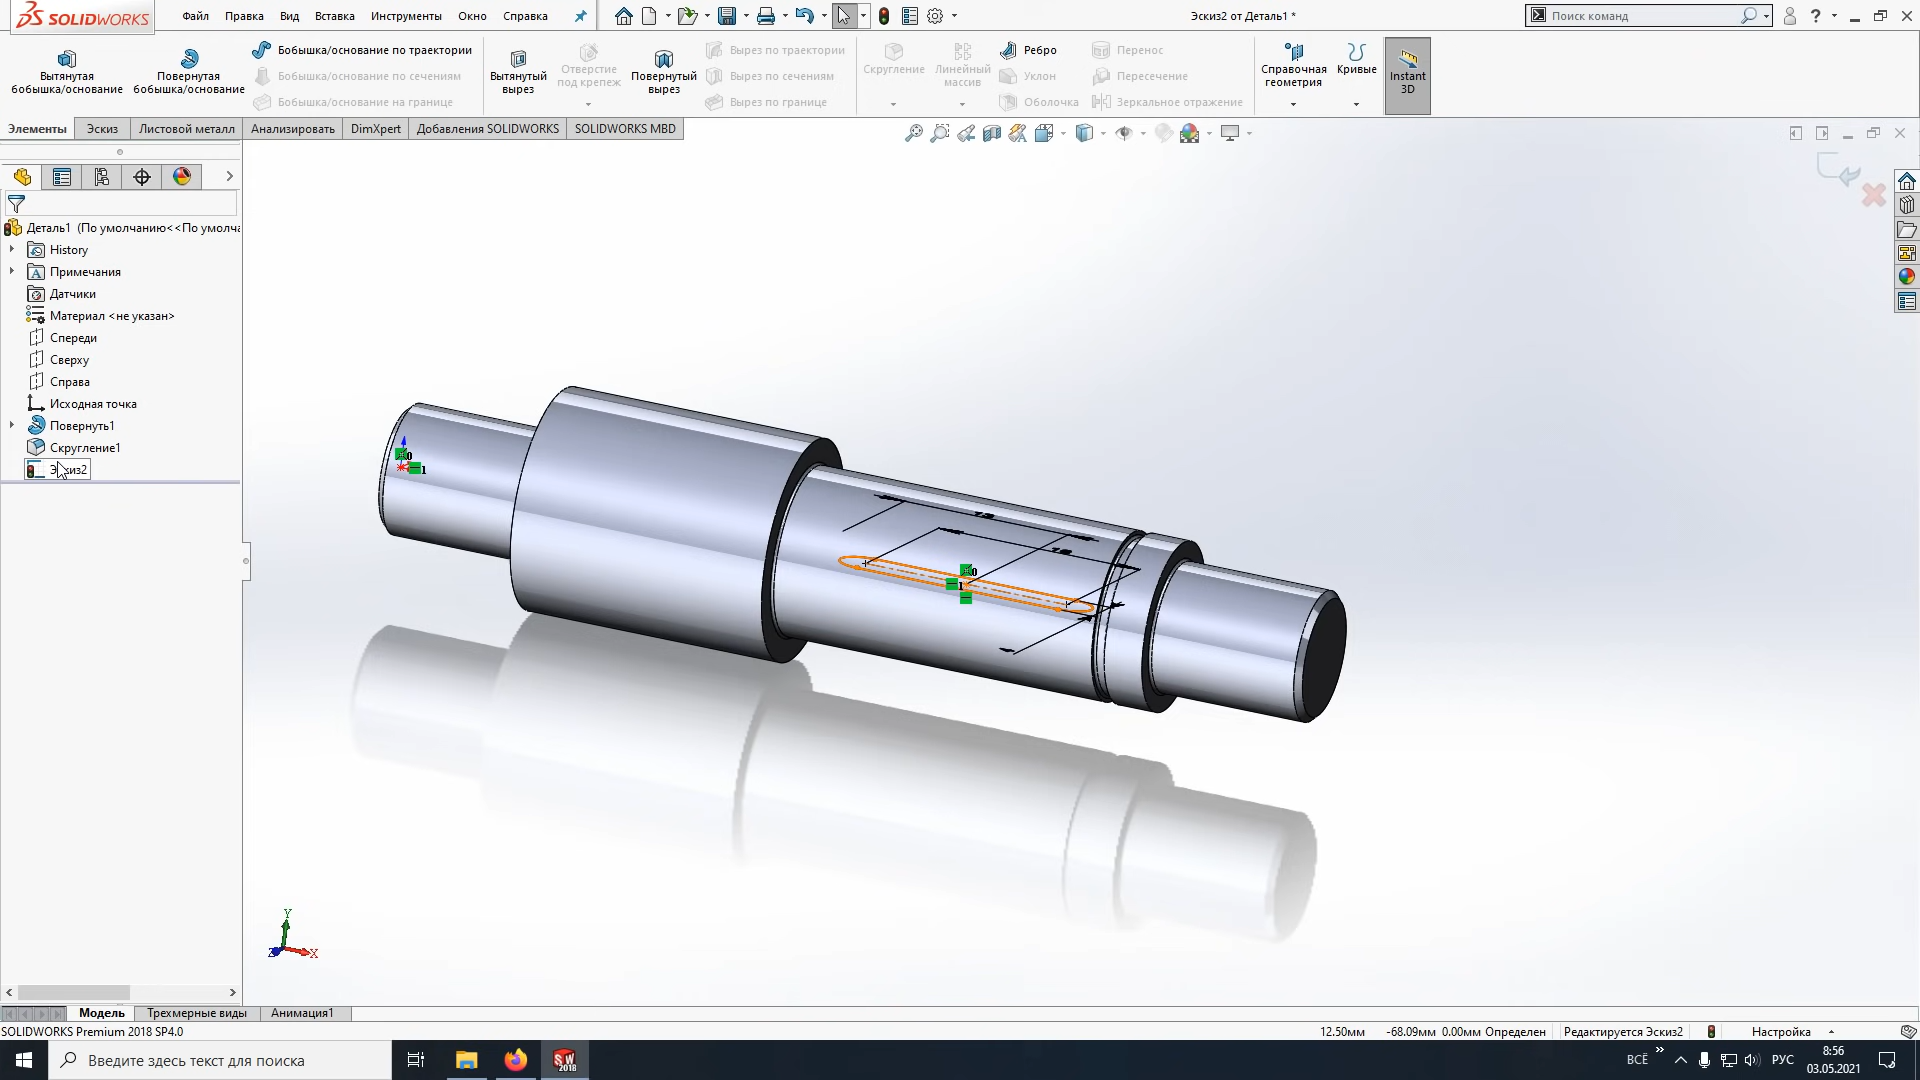 SOLIDWORKS
Файл Правка Вид Вставка Инструменты Окно Справка
Эскиз2 от Деталь1 *
Поиск команд
Вытянутая бобышка/основание
Повернутая бобышка/основание
Бобышка/основание по траектории
Бобышка/основание по сечениям
Бобышка/основание на границе
Вытянутый вырез
Отверстие под крепеж
Повернутый вырез
Вырез по траектории
Вырез по сечениям
Вырез по границе
Скругление
Линейный массив
Ребро
Уклон
Оболочка
Перенос
Пересечение
Зеркальное отражение
Справочная геометрия
Кривые
Instant 3D
Элементы Эскиз Листовой металл Анализировать DimXpert Добавления SOLIDWORKS SOLIDWORKS MBD
Деталь1 (По умолчанию<<По умолча
History
Примечания
Датчики
Материал <не указан>
Спереди
Сверху
Справа
Исходная точка
Повернуть1
Скругление1
Эскиз2
0
1
0
1
Y
Z
X
Модель Трехмерные виды Анимация1
SOLIDWORKS Premium 2018 SP4.0
12.50мм -68.09мм 0.00мм Определен Редактируется Эскиз2 Настройка
Введите здесь текст для поиска
SW 2018
ВСЁ
РУС
8:56
03.05.2021